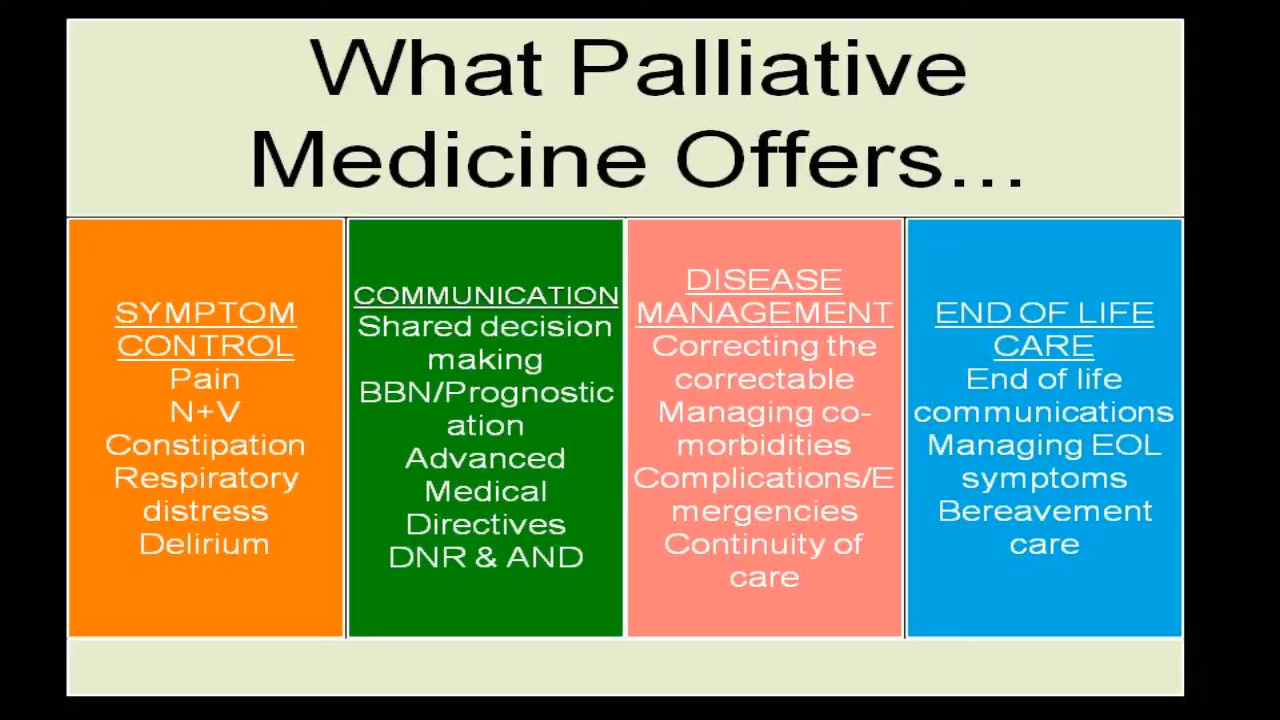 What Palliative
Medicine Offers...
SYMPTOM
CONTROL
Pain
N+V
Constipation
Respiratory
distress
Delirium
COMMUNICATION
Shared decision
making
BBN/Prognostic
ation
Advanced
Medical
Directives
DNR & AND
DISEASE
MANAGEMENT
Correcting the
correctable
Managing co-
morbidities
Complications/E
mergencies
Continuity of
care
END OF LIFE
CARE
End of life
communications
Managing EOL
symptoms
Bereavement
care